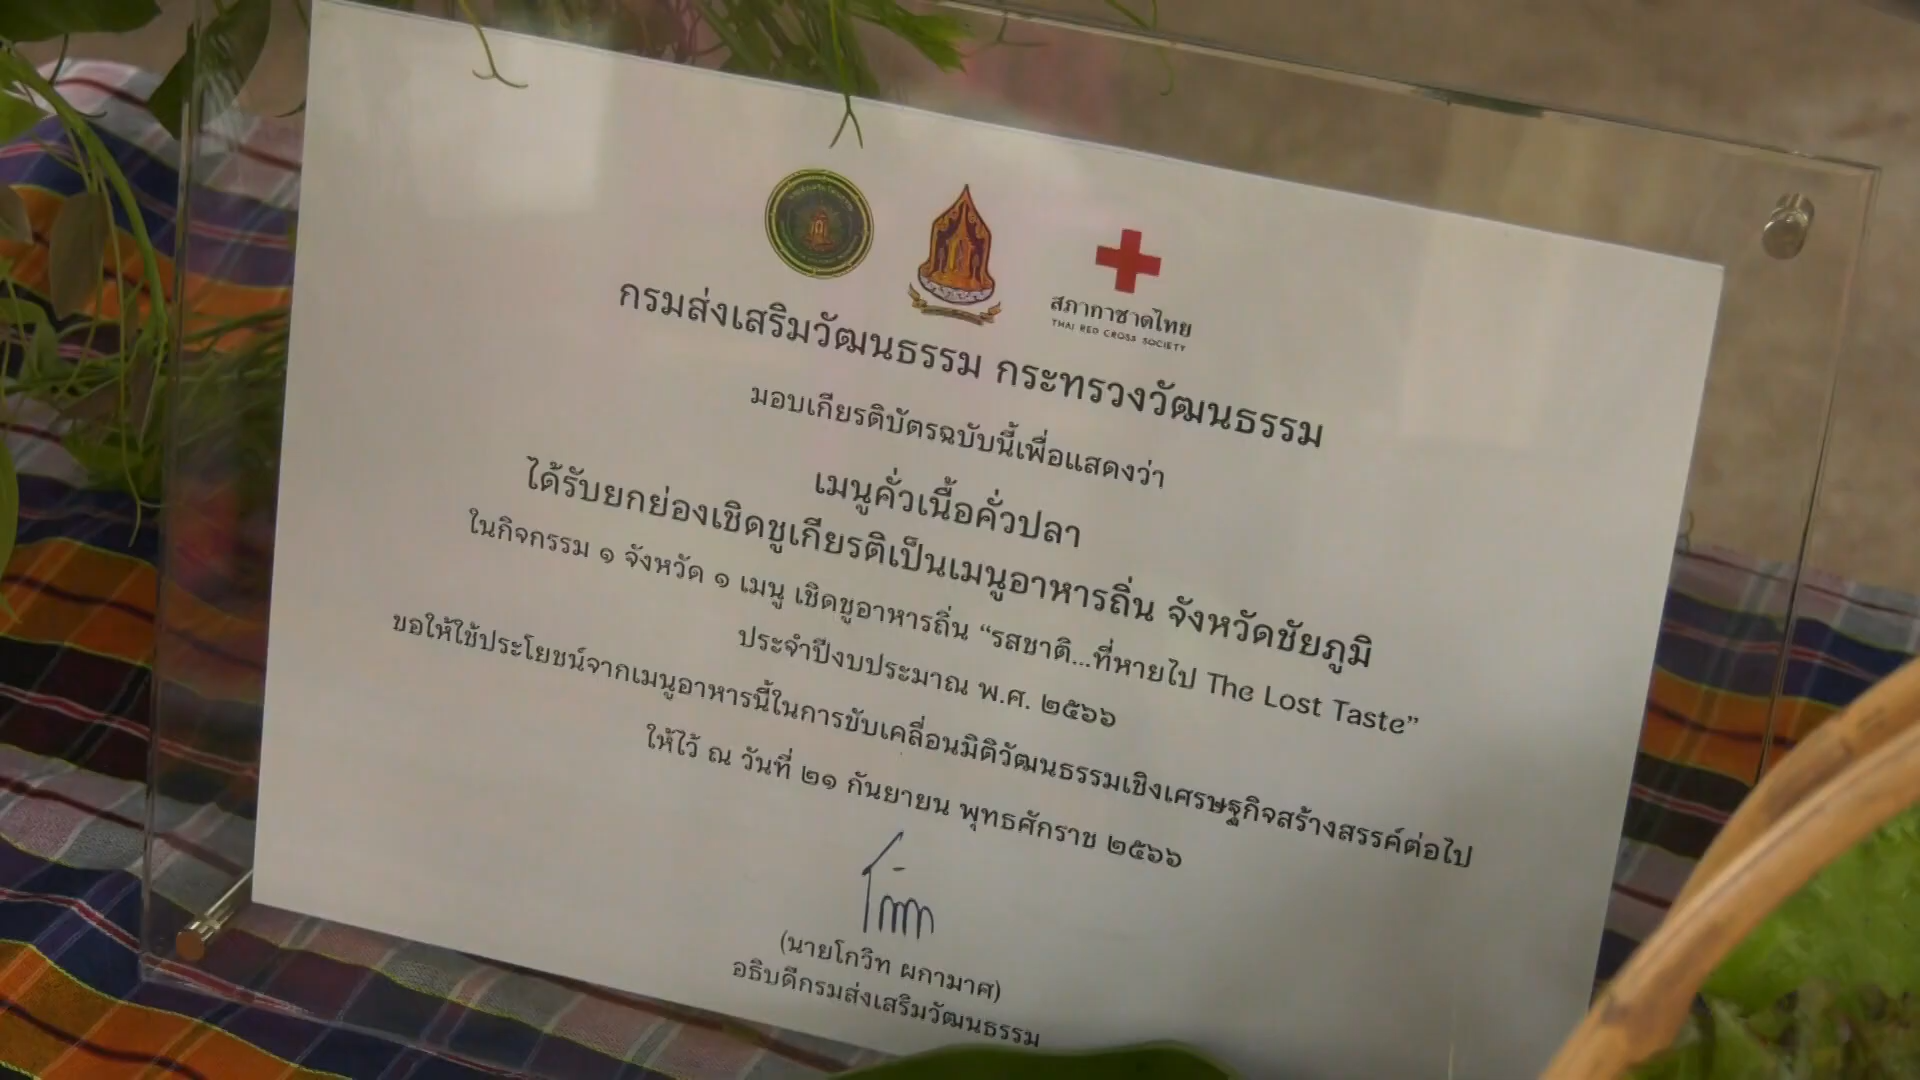 สภากาชาดไทย
THAI RED CROSS SOCIETY
กรมส่งเสริมวัฒนธรรม กระทรวงวัฒนธรรม
มอบเกียรติบัตรฉบับนี้เพื่อแสดงว่า
เมนูคั่วเนื้อคั่วปลา
ได้รับยกย่องเชิดชูเกียรติเป็นเมนูอาหารถิ่น จังหวัดชัยภูมิ
ในกิจกรรม ๑ จังหวัด ๑ เมนู เชิดชูอาหารถิ่น “รสชาติ...ที่หายไป The Lost Taste”
ประจำปีงบประมาณ พ.ศ. ๒๕๖๖
ขอให้ใช้ประโยชน์จากเมนูอาหารนี้ในการขับเคลื่อนมิติวัฒนธรรมเชิงเศรษฐกิจสร้างสรรค์ต่อไป
ให้ไว้ ณ วันที่ ๒๑ กันยายน พุทธศักราช ๒๕๖๖
(นายโกวิท ผกามาศ)
อธิบดีกรมส่งเสริมวัฒนธรรม